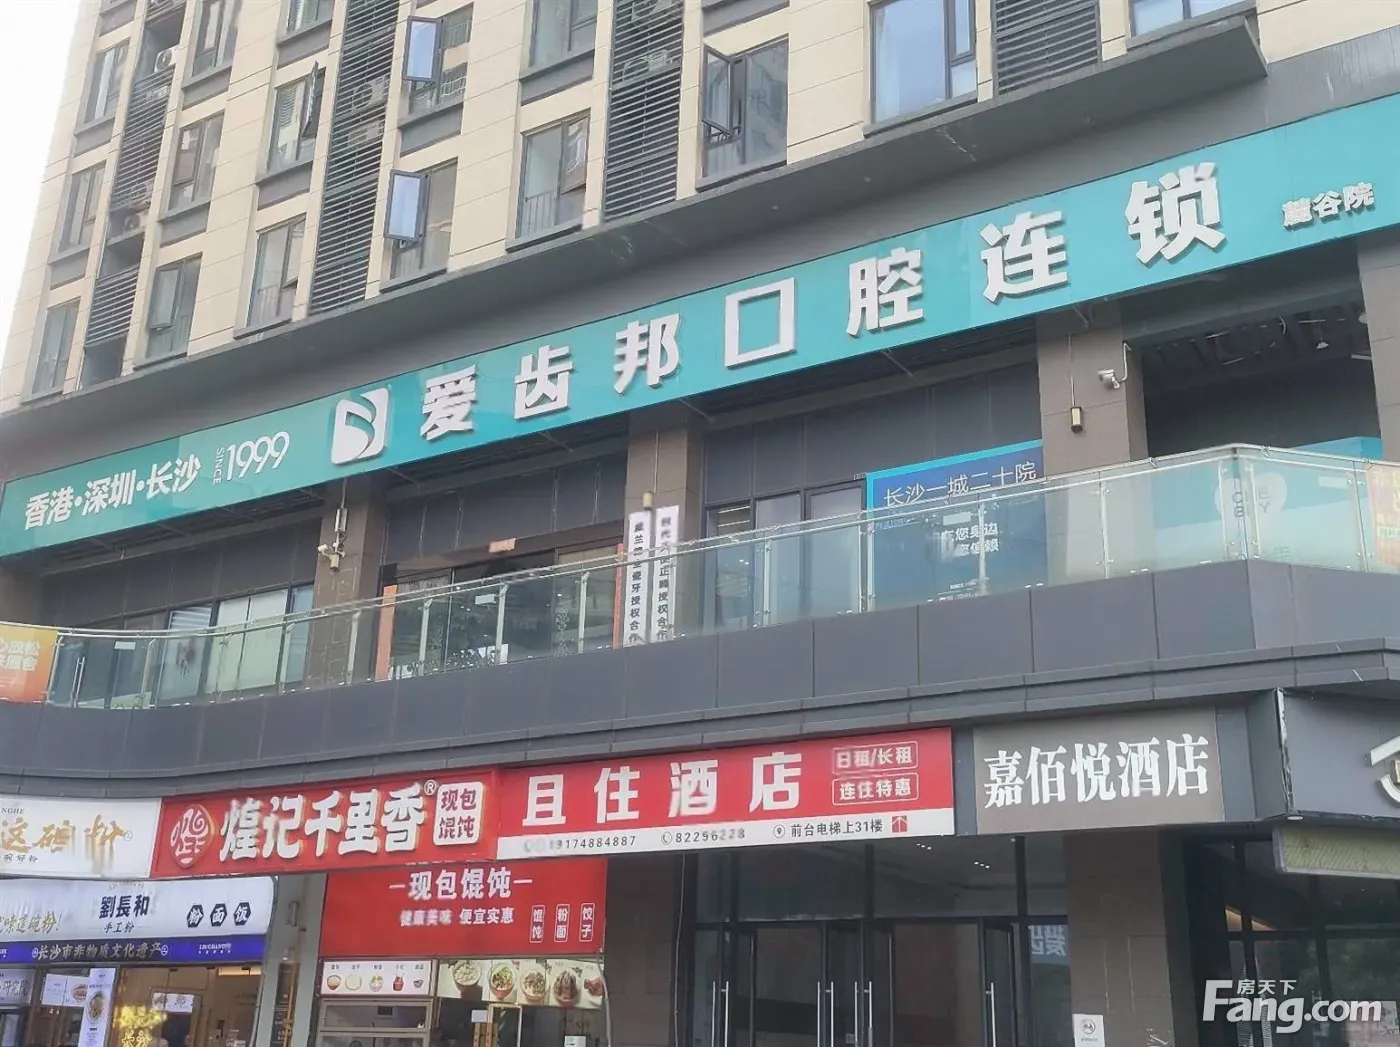 香港·深圳·长沙 SINCE 1999 爱齿邦口腔连锁 麓谷院
长沙一城二十院
煌记千里香® 现包馄饨
且住酒店 日租/长租 连住特惠
19174884887 82296228 前台电梯上31楼
嘉佰悦酒店
现包馄饨
健康美味 便宜实惠
馄饨 粉面 饺子
劉長和
手工粉
粉面饭
长沙市非物质文化遗产
房天下
Fang.com